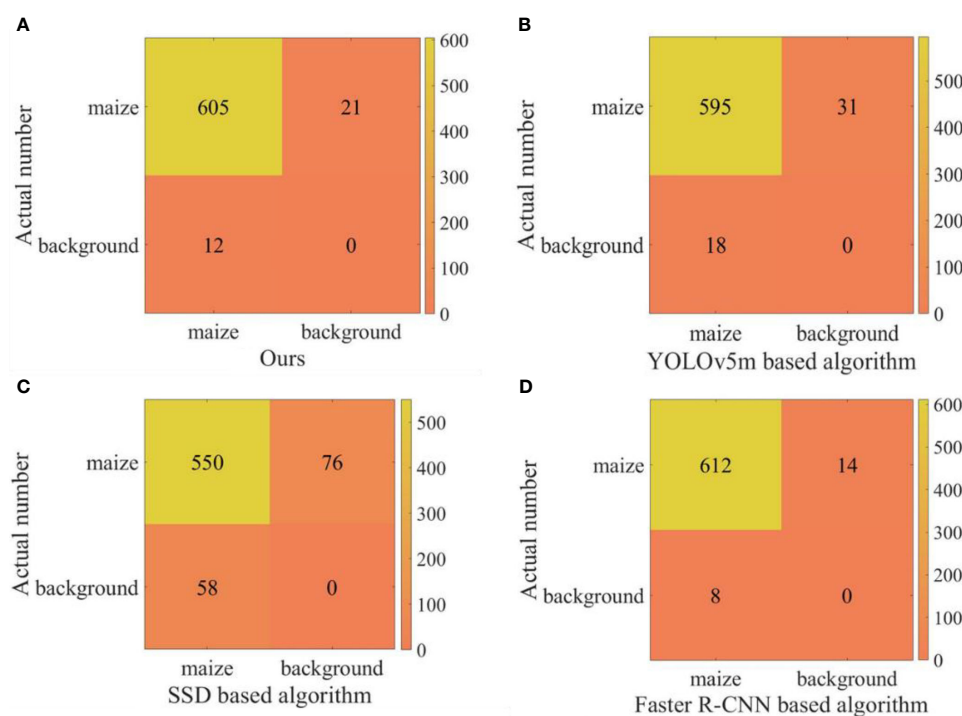 A
Actual number
maize
background
605
21
12
0
maize
background
Ours
600
500
400
300
200
100
0
B
Actual number
maize
background
595
31
18
0
maize
background
YOLOv5m based algorithm
500
400
300
200
100
0
C
Actual number
maize
background
550
76
58
0
maize
background
SSD based algorithm
500
400
300
200
100
0
D
Actual number
maize
background
612
14
8
0
maize
background
Faster R-CNN based algorithm
600
500
400
300
200
100
0